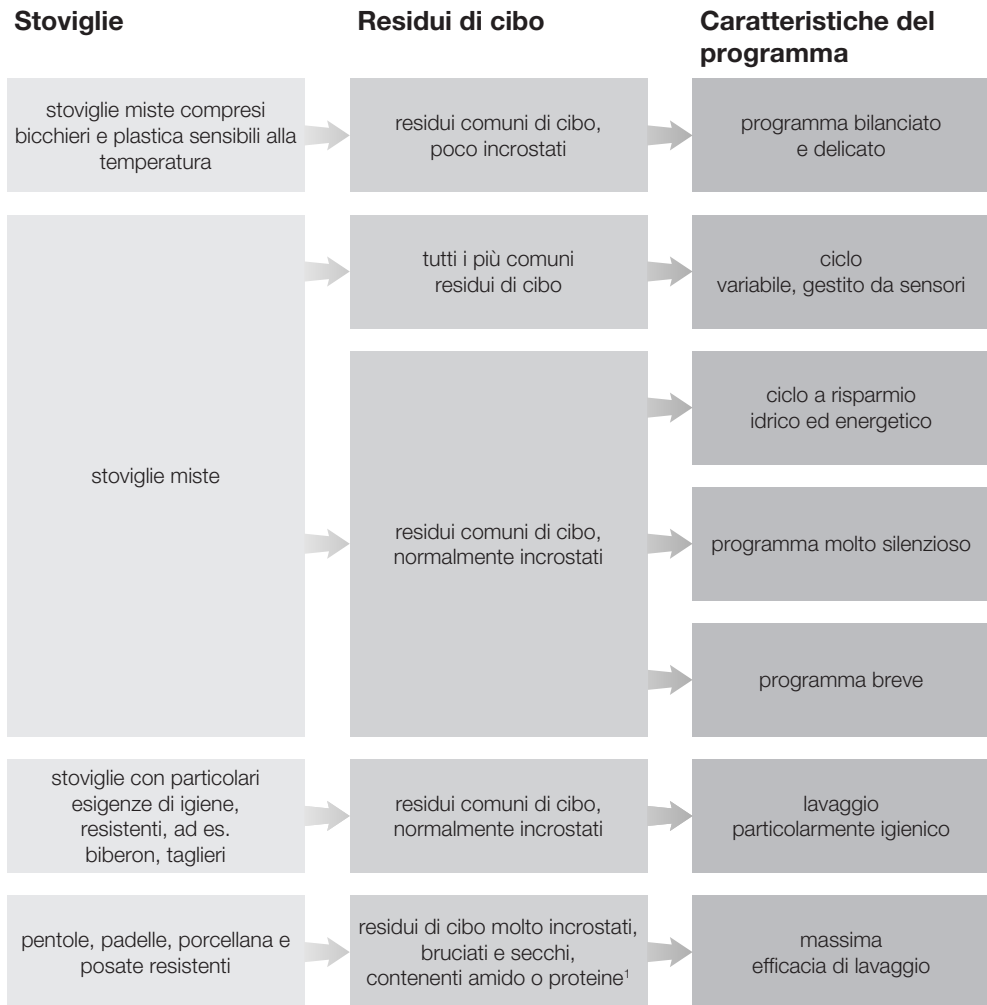 Stoviglie
Residui di cibo
Caratteristiche del
programma
stoviglie miste compresi
bicchieri e plastica sensibili alla
temperatura
residui comuni di cibo,
poco incrostati
programma bilanciato
e delicato
stoviglie miste
tutti i più comuni
residui di cibo
ciclo
variabile, gestito da sensori
residui comuni di cibo,
normalmente incrostati
ciclo a risparmio
idrico ed energetico
programma molto silenzioso
programma breve
stoviglie con particolari
esigenze di igiene,
resistenti, ad es.
biberon, taglieri
residui comuni di cibo,
normalmente incrostati
lavaggio
particolarmente igienico
pentole, padelle, porcellana e
posate resistenti
residui di cibo molto incrostati,
bruciati e secchi,
contenenti amido o proteine¹
massima
efficacia di lavaggio